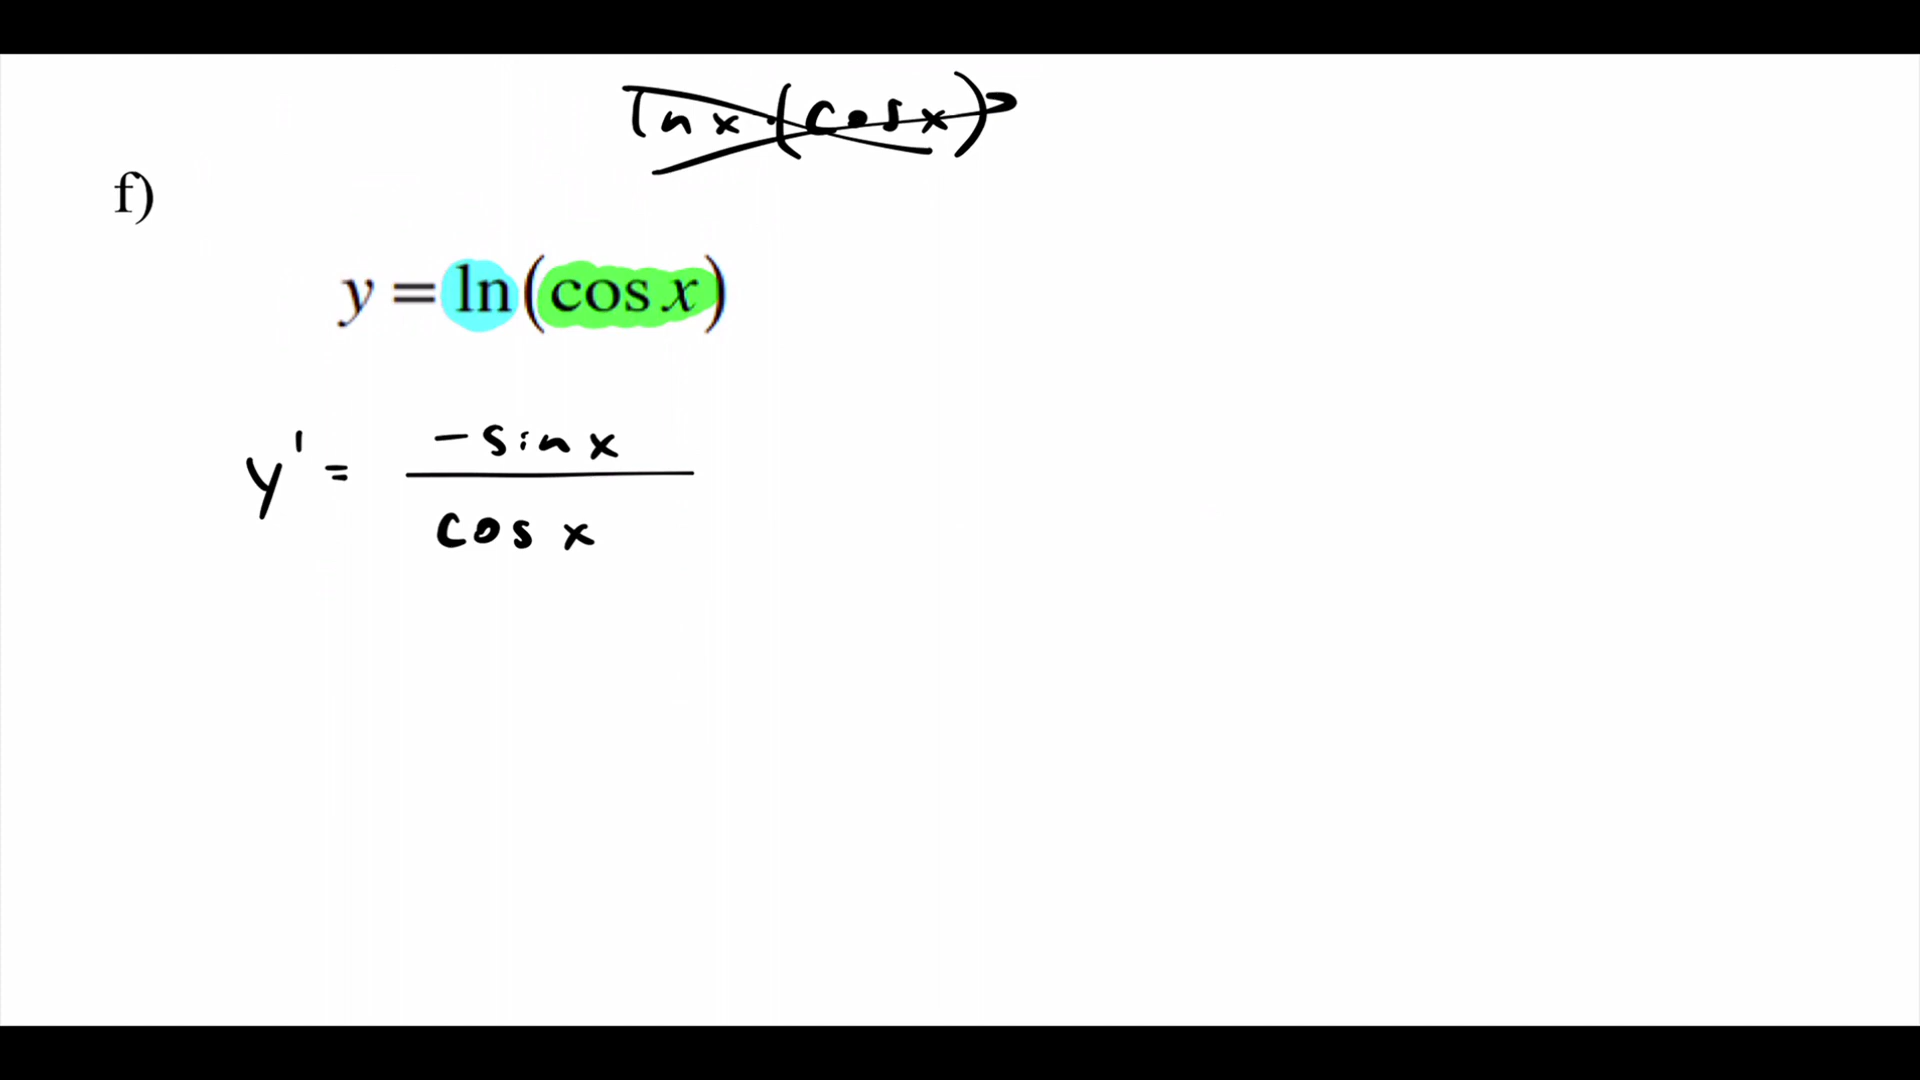 ln x · (cos x)
f)
y = ln(cos x)
y' = -sin x / cos x